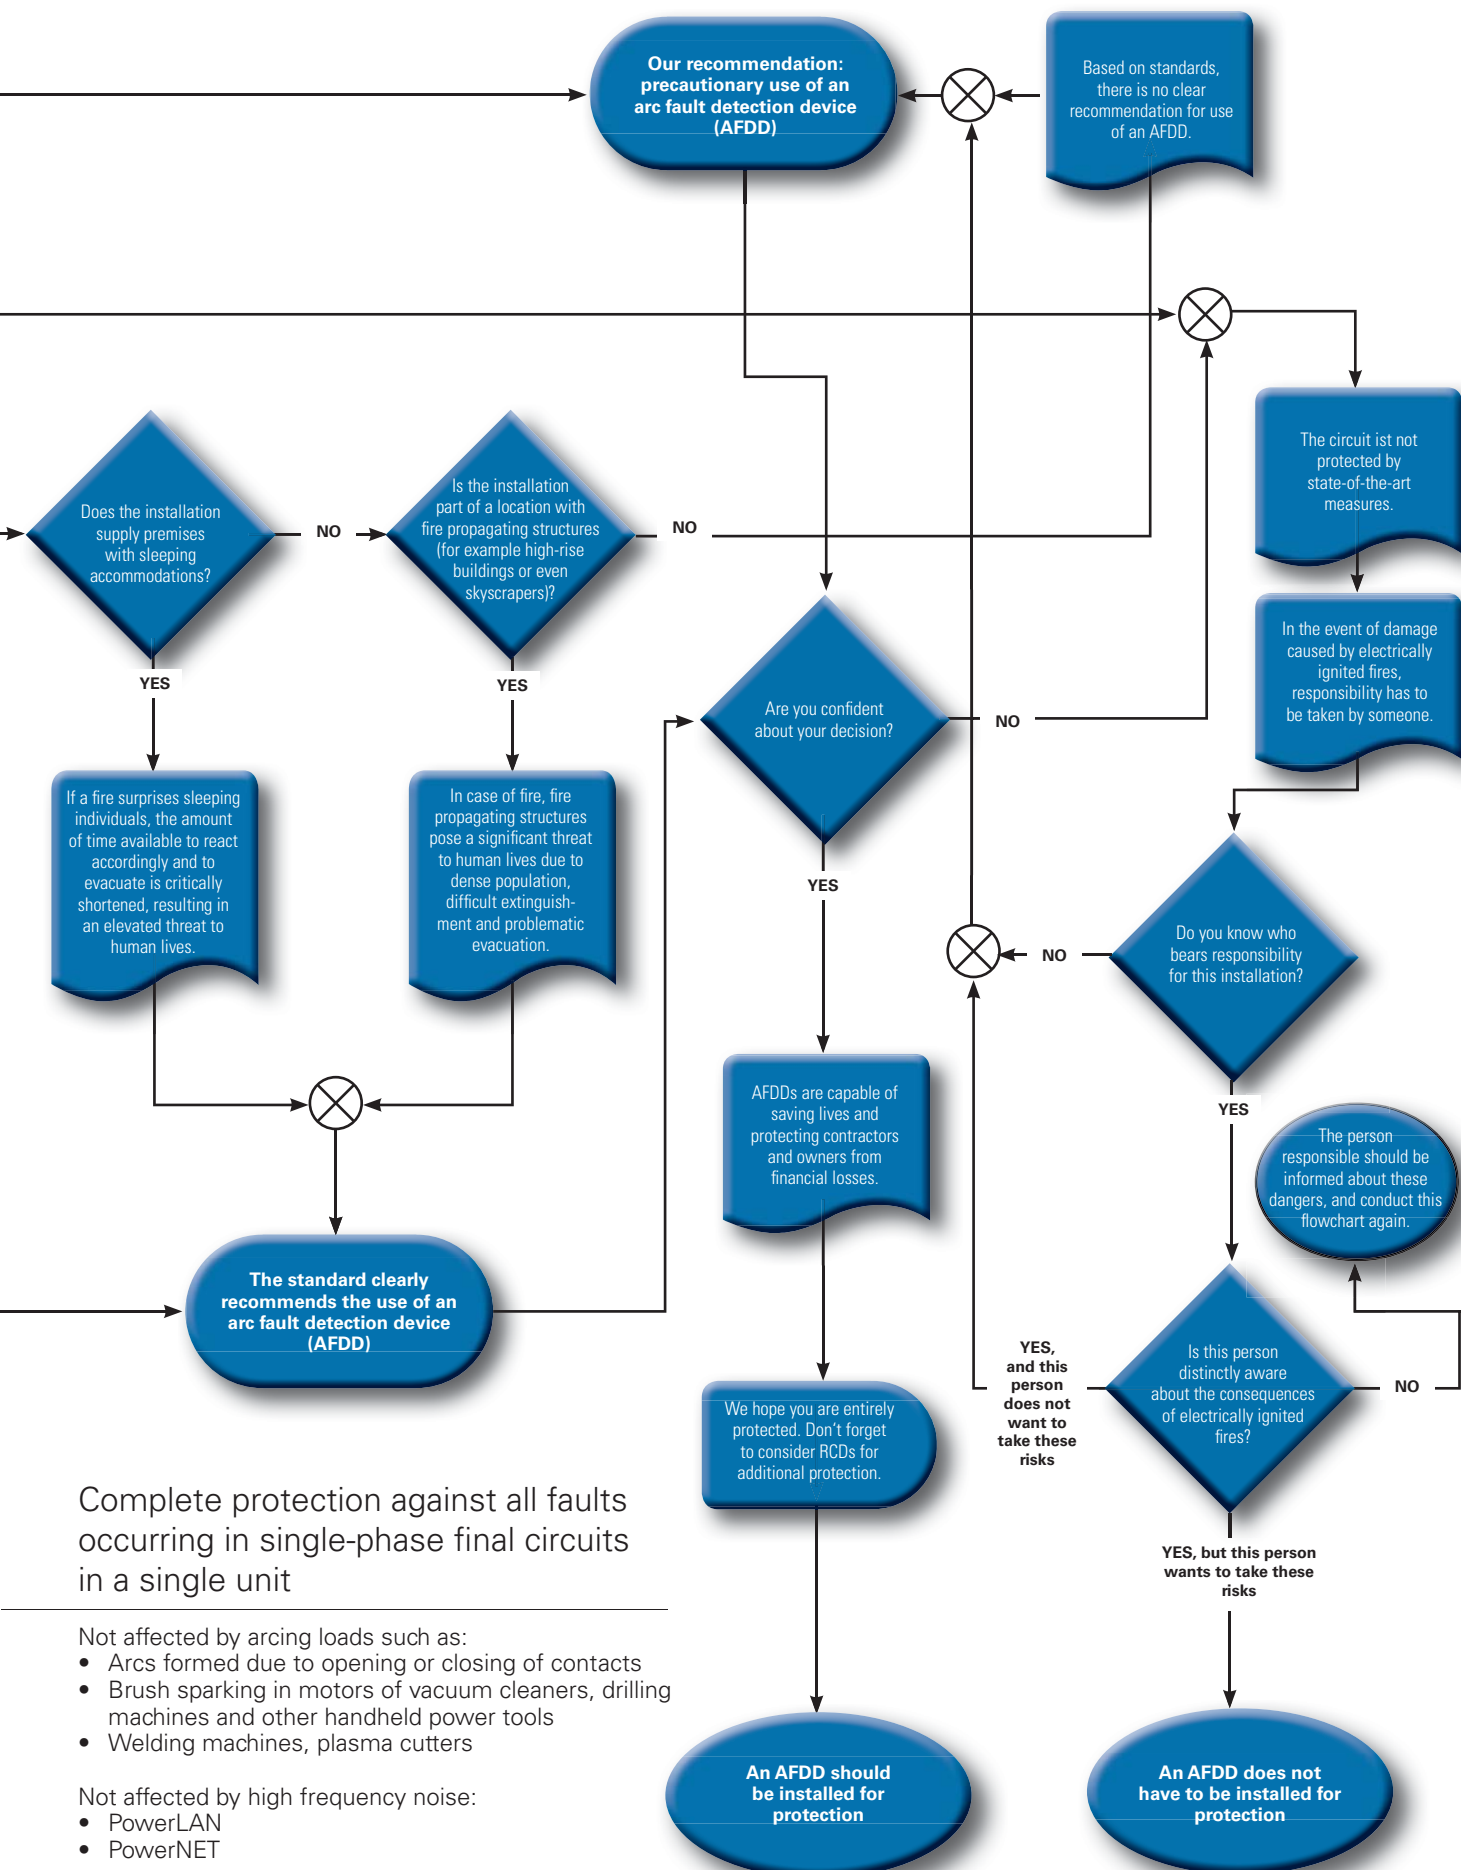 Our recommendation:
precautionary use of an
arc fault detection device
(AFDD)
Based on standards,
there is no clear
recommendation for use
of an AFDD.
The circuit ist not
protected by
state-of-the-art
measures.
Does the installation
supply premises
with sleeping
accommodations?
NO
Is the installation
part of a location with
fire propagating structures
(for example high-rise
buildings or even
skyscrapers)?
NO
In the event of damage
caused by electrically
ignited fires,
responsibility has to
be taken by someone.
YES
YES
Are you confident
about your decision?
NO
If a fire surprises sleeping
individuals, the amount
of time available to react
accordingly and to
evacuate is critically
shortened, resulting in
an elevated threat to
human lives.
In case of fire, fire
propagating structures
pose a significant threat
to human lives due to
dense population,
difficult extinguish-
ment and problematic
evacuation.
YES
NO
Do you know who
bears responsibility
for this installation?
AFDDs are capable of
saving lives and
protecting contractors
and owners from
financial losses.
YES
The person
responsible should be
informed about these
dangers, and conduct this
flowchart again.
The standard clearly
recommends the use of an
arc fault detection device
(AFDD)
YES,
and this
person
does not
want to
take these
risks
Is this person
distinctly aware
about the consequences
of electrically ignited
fires?
NO
We hope you are entirely
protected. Don't forget
to consider RCDs for
additional protection.
YES, but this person
wants to take these
risks
Complete protection against all faults
occurring in single-phase final circuits
in a single unit
Not affected by arcing loads such as:
• Arcs formed due to opening or closing of contacts
• Brush sparking in motors of vacuum cleaners, drilling
machines and other handheld power tools
• Welding machines, plasma cutters
Not affected by high frequency noise:
• PowerLAN
• PowerNET
An AFDD should
be installed for
protection
An AFDD does not
have to be installed for
protection